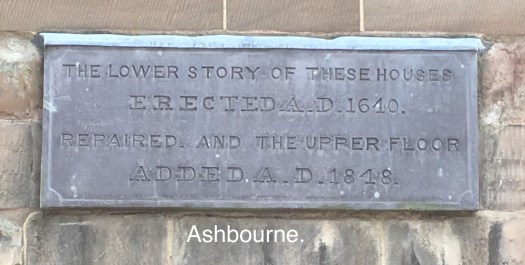 THE LOWER STORY OF THESE HOUSES
ERECTED A.D. 1640.
REPAIRED. AND THE UPPER FLOOR
ADDED. A.D. 1848.
Ashbourne.